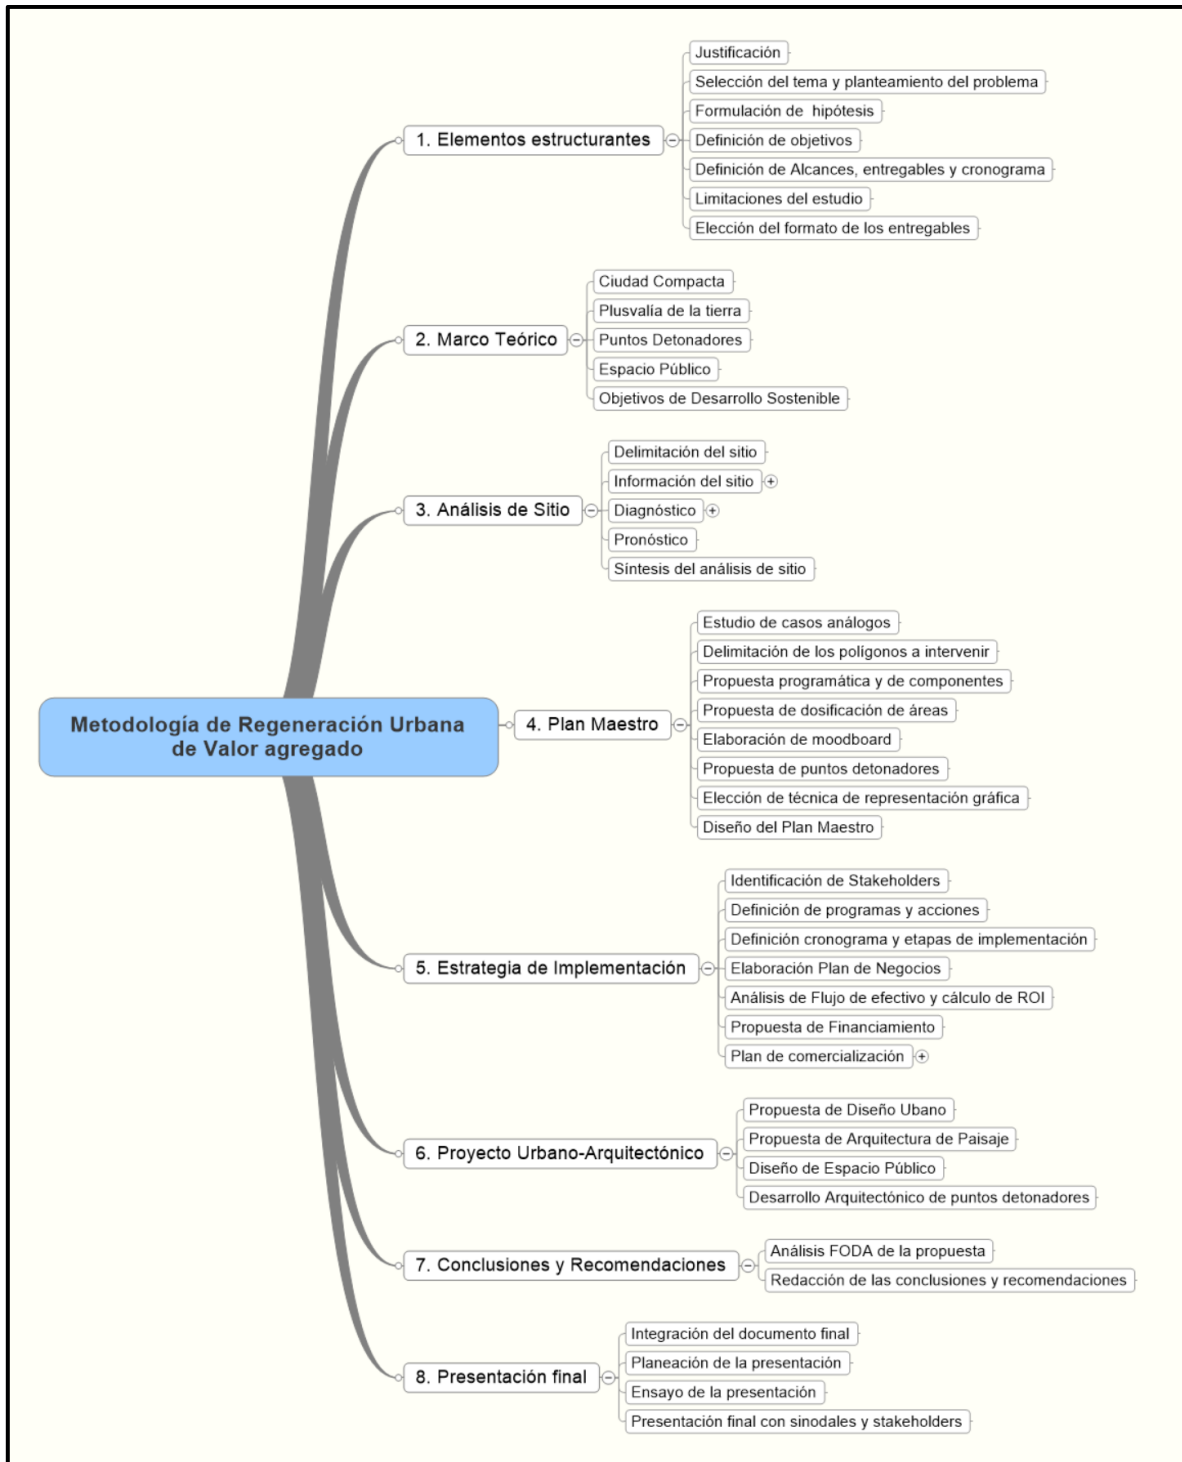 Metodología de Regeneración Urbana
de Valor agregado
1. Elementos estructurantes
Justificación
Selección del tema y planteamiento del problema
Formulación de hipótesis
Definición de objetivos
Definición de Alcances, entregables y cronograma
Limitaciones del estudio
Elección del formato de los entregables
2. Marco Teórico
Ciudad Compacta
Plusvalía de la tierra
Puntos Detonadores
Espacio Público
Objetivos de Desarrollo Sostenible
3. Análisis de Sitio
Delimitación del sitio
Información del sitio
Diagnóstico
Pronóstico
Síntesis del análisis de sitio
4. Plan Maestro
Estudio de casos análogos
Delimitación de los polígonos a intervenir
Propuesta programática y de componentes
Propuesta de dosificación de áreas
Elaboración de moodboard
Propuesta de puntos detonadores
Elección de técnica de representación gráfica
Diseño del Plan Maestro
5. Estrategia de Implementación
Identificación de Stakeholders
Definición de programas y acciones
Definición cronograma y etapas de implementación
Elaboración Plan de Negocios
Análisis de Flujo de efectivo y cálculo de ROI
Propuesta de Financiamiento
Plan de comercialización
6. Proyecto Urbano-Arquitectónico
Propuesta de Diseño Ubano
Propuesta de Arquitectura de Paisaje
Diseño de Espacio Público
Desarrollo Arquitectónico de puntos detonadores
7. Conclusiones y Recomendaciones
Análisis FODA de la propuesta
Redacción de las conclusiones y recomendaciones
8. Presentación final
Integración del documento final
Planeación de la presentación
Ensayo de la presentación
Presentación final con sinodales y stakeholders